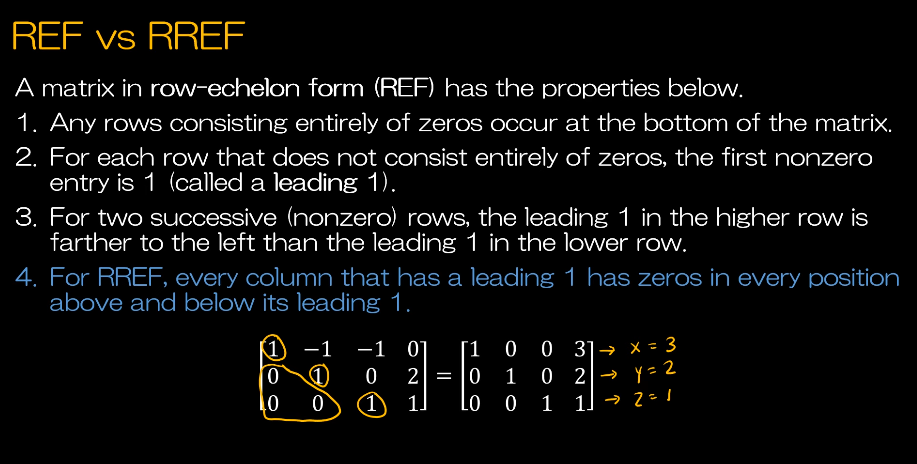 REF vs RREF
A matrix in row-echelon form (REF) has the properties below.
1. Any rows consisting entirely of zeros occur at the bottom of the matrix.
2. For each row that does not consist entirely of zeros, the first nonzero
entry is 1 (called a leading 1).
3. For two successive (nonzero) rows, the leading 1 in the higher row is
farther to the left than the leading 1 in the lower row.
4. For RREF, every column that has a leading 1 has zeros in every position
above and below its leading 1.
[1 −1 −1 0] [1 0 0 3] → x = 3
[0 1 0 2] = [0 1 0 2] → y = 2
[0 0 1 1] [0 0 1 1] → z = 1